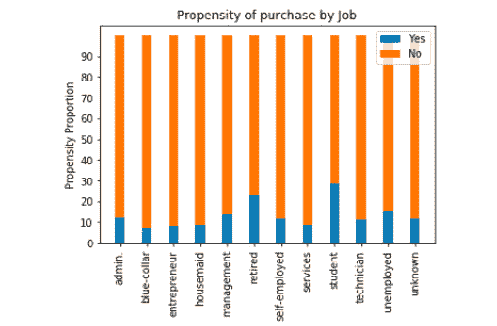 Propensity of purchase by Job
Yes
No
Propensity Proportion
90
80
70
60
50
40
30
20
10
0
admin.
blue-collar
entrepreneur
housemaid
management
retired
self-employed
services
student
technician
unemployed
unknown